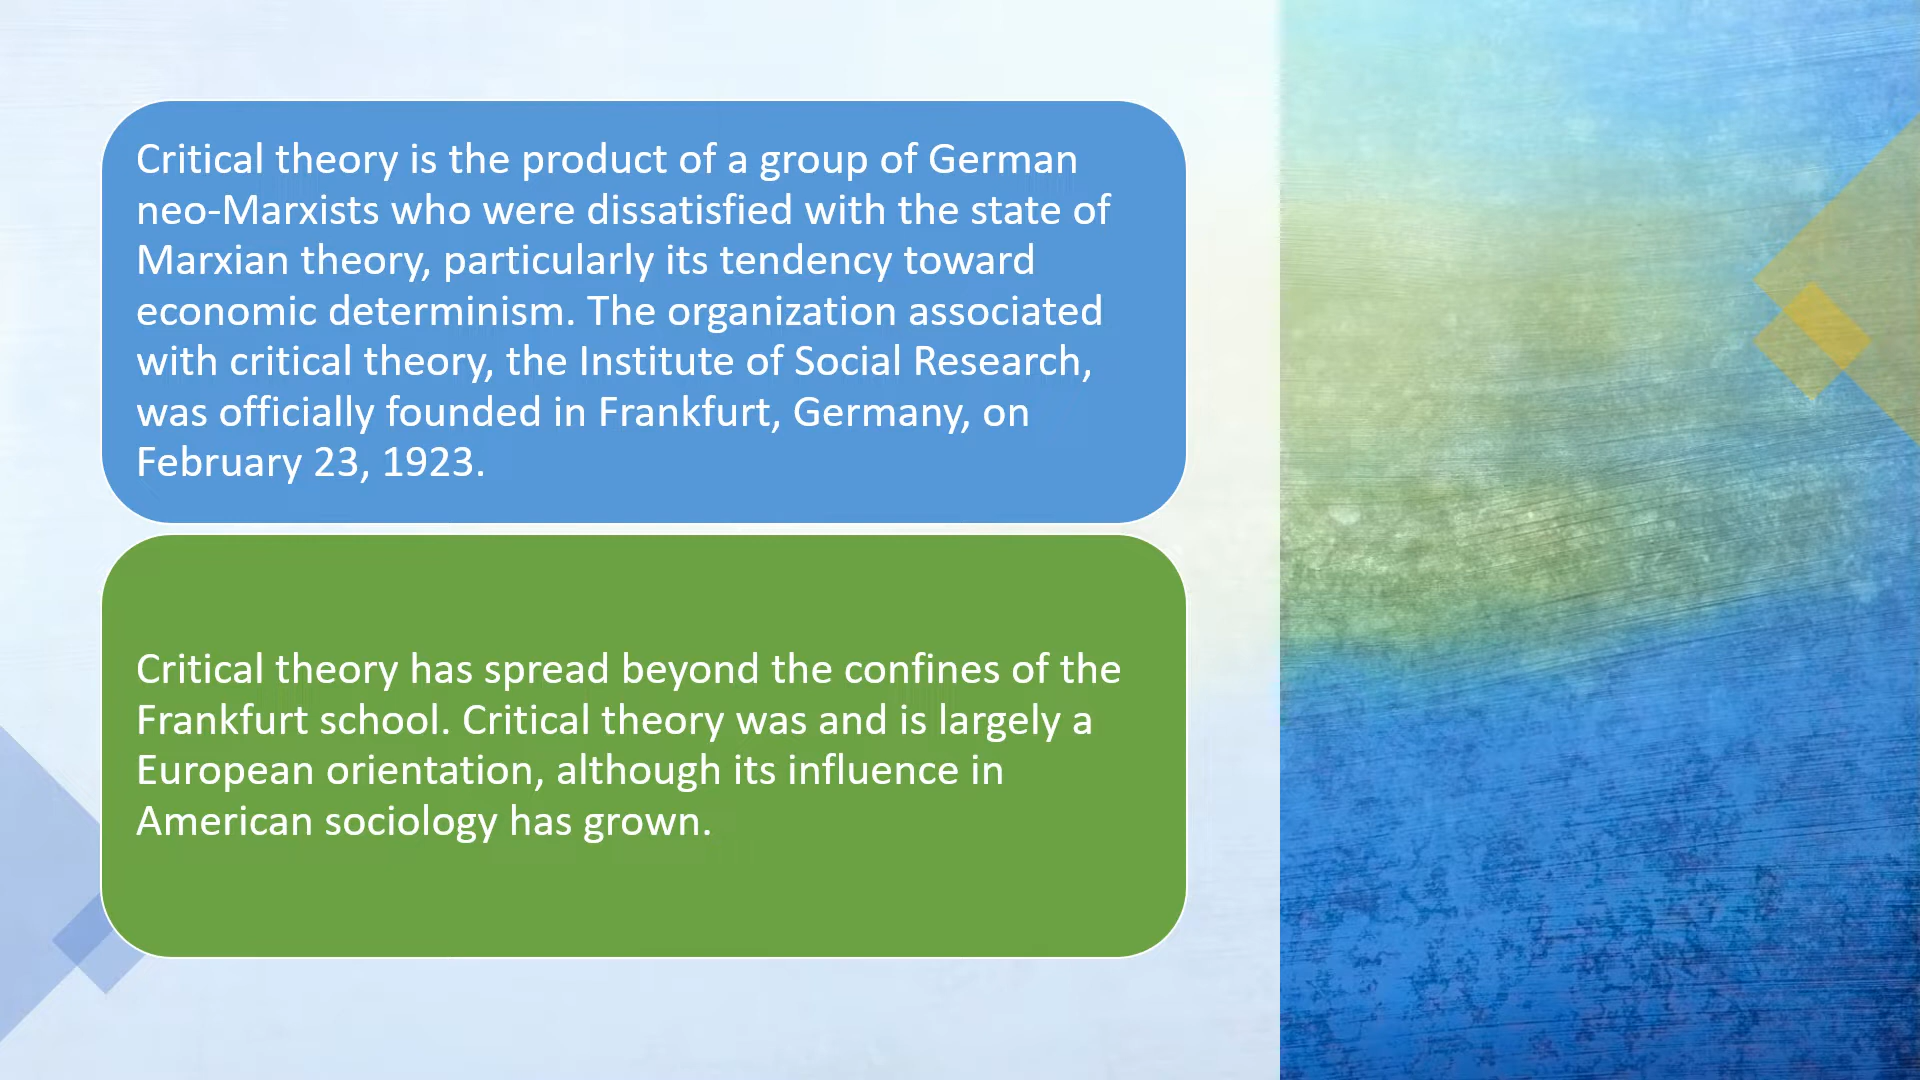 Critical theory is the product of a group of German
neo-Marxists who were dissatisfied with the state of
Marxian theory, particularly its tendency toward
economic determinism. The organization associated
with critical theory, the Institute of Social Research,
was officially founded in Frankfurt, Germany, on
February 23, 1923.
Critical theory has spread beyond the confines of the
Frankfurt school. Critical theory was and is largely a
European orientation, although its influence in
American sociology has grown.